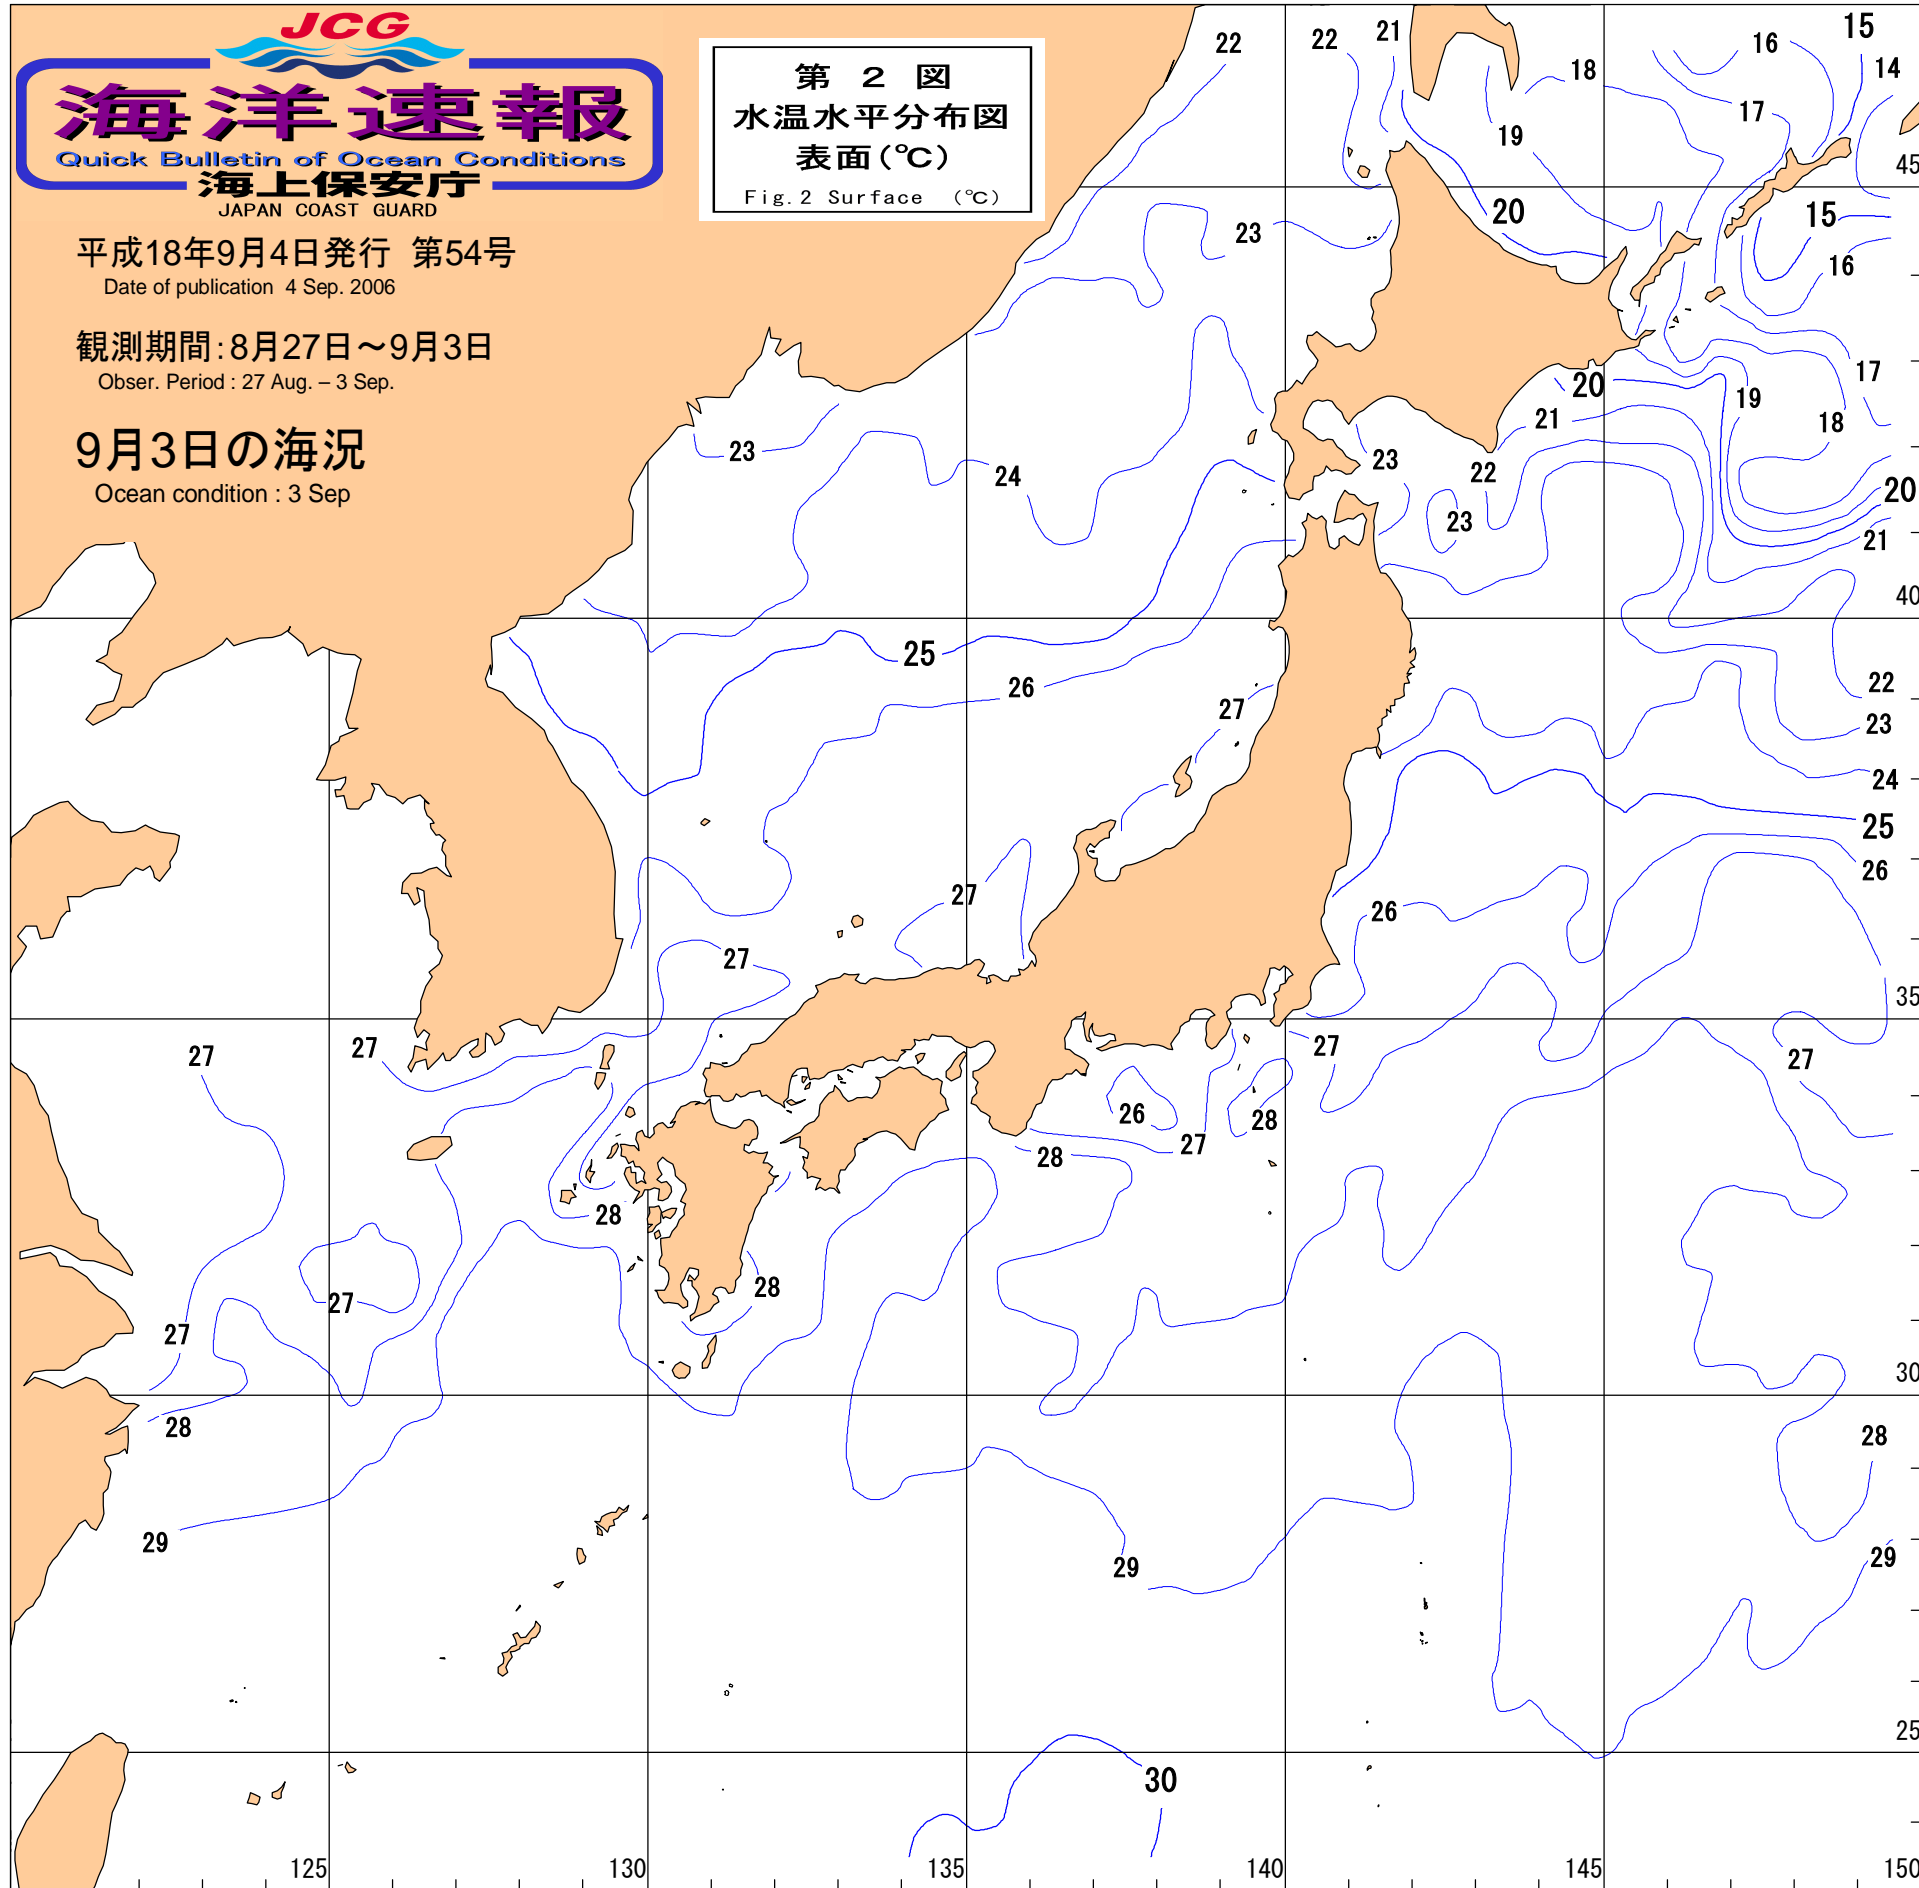 JCG
海洋速報
Quick Bulletin of Ocean Conditions
海上保安庁
JAPAN COAST GUARD
平成18年9月4日発行 第54号
Date of publication 4 Sep. 2006
観測期間:8月27日~9月3日
Obser. Period : 27 Aug. – 3 Sep.
9月3日の海況
Ocean condition : 3 Sep
第 2 図
水温水平分布図
表面(℃)
Fig.2 Surface (℃)
22 22 21 18 16 15 14
17
19
45
20 15
23
16
17
20 19
21 18
23 24 23 22
20
23
21
40
25
26 22
27 23
24
25
26
27 26
27
35
27 27 27 27
26 28
27
28
28
28
27
27
30
28 28
29
29 29
25
30
125 130 135 140 145 150